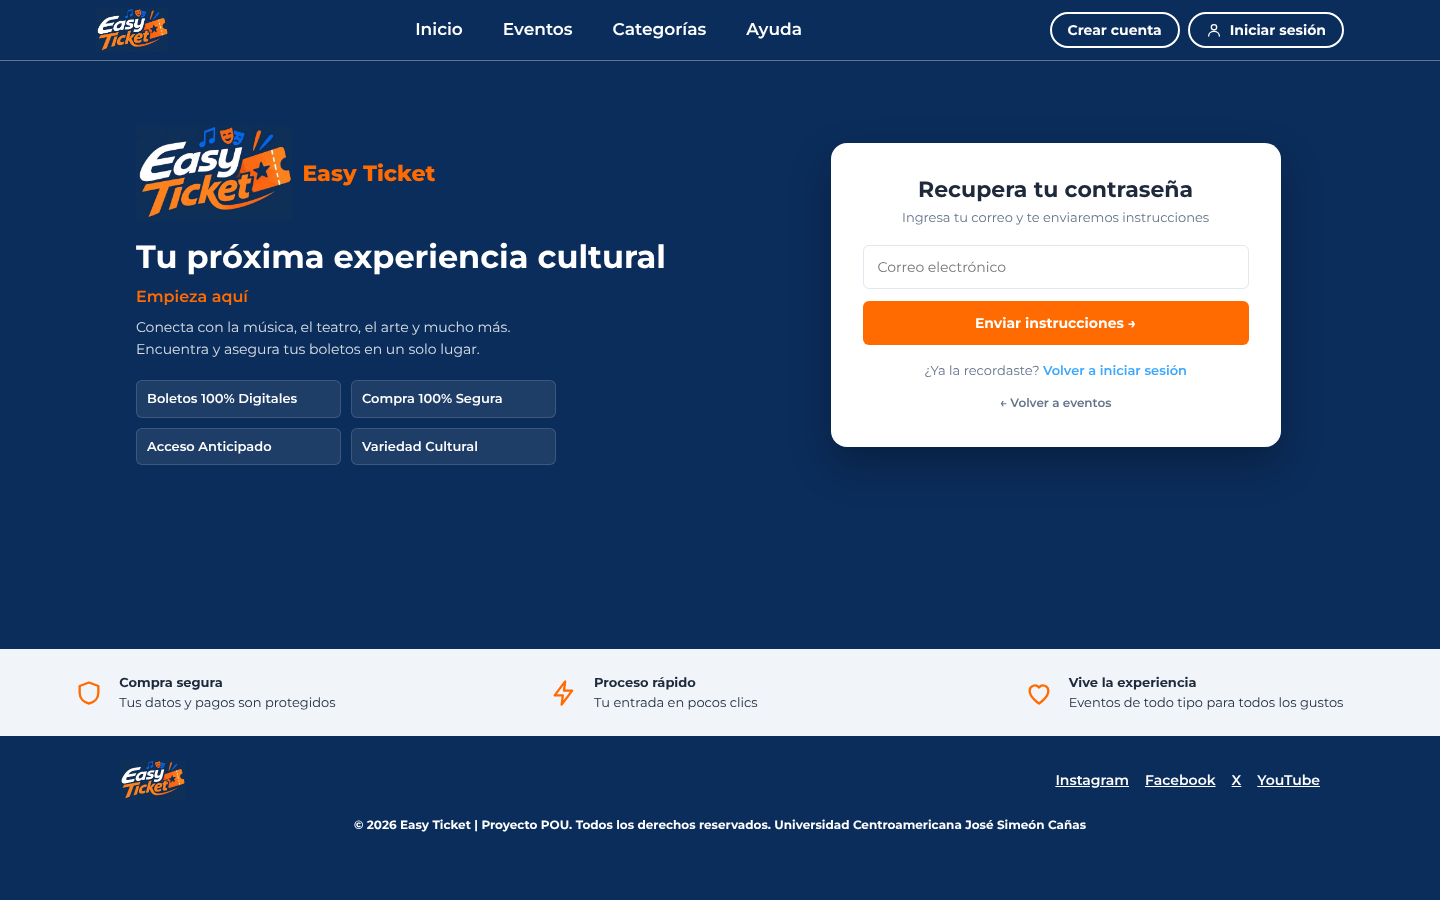 Easy Ticket
Inicio
Eventos
Categorías
Ayuda
Crear cuenta
Iniciar sesión
Easy Ticket
Easy Ticket
Tu próxima experiencia cultural
Empieza aquí
Conecta con la música, el teatro, el arte y mucho más.
Encuentra y asegura tus boletos en un solo lugar.
Boletos 100% Digitales
Compra 100% Segura
Acceso Anticipado
Variedad Cultural
Recupera tu contraseña
Ingresa tu correo y te enviaremos instrucciones
Correo electrónico
Enviar instrucciones →
¿Ya la recordaste? Volver a iniciar sesión
← Volver a eventos
Compra segura
Tus datos y pagos son protegidos
Proceso rápido
Tu entrada en pocos clics
Vive la experiencia
Eventos de todo tipo para todos los gustos
Easy Ticket
Instagram
Facebook
X
YouTube
© 2026 Easy Ticket | Proyecto POU. Todos los derechos reservados. Universidad Centroamericana José Simeón Cañas